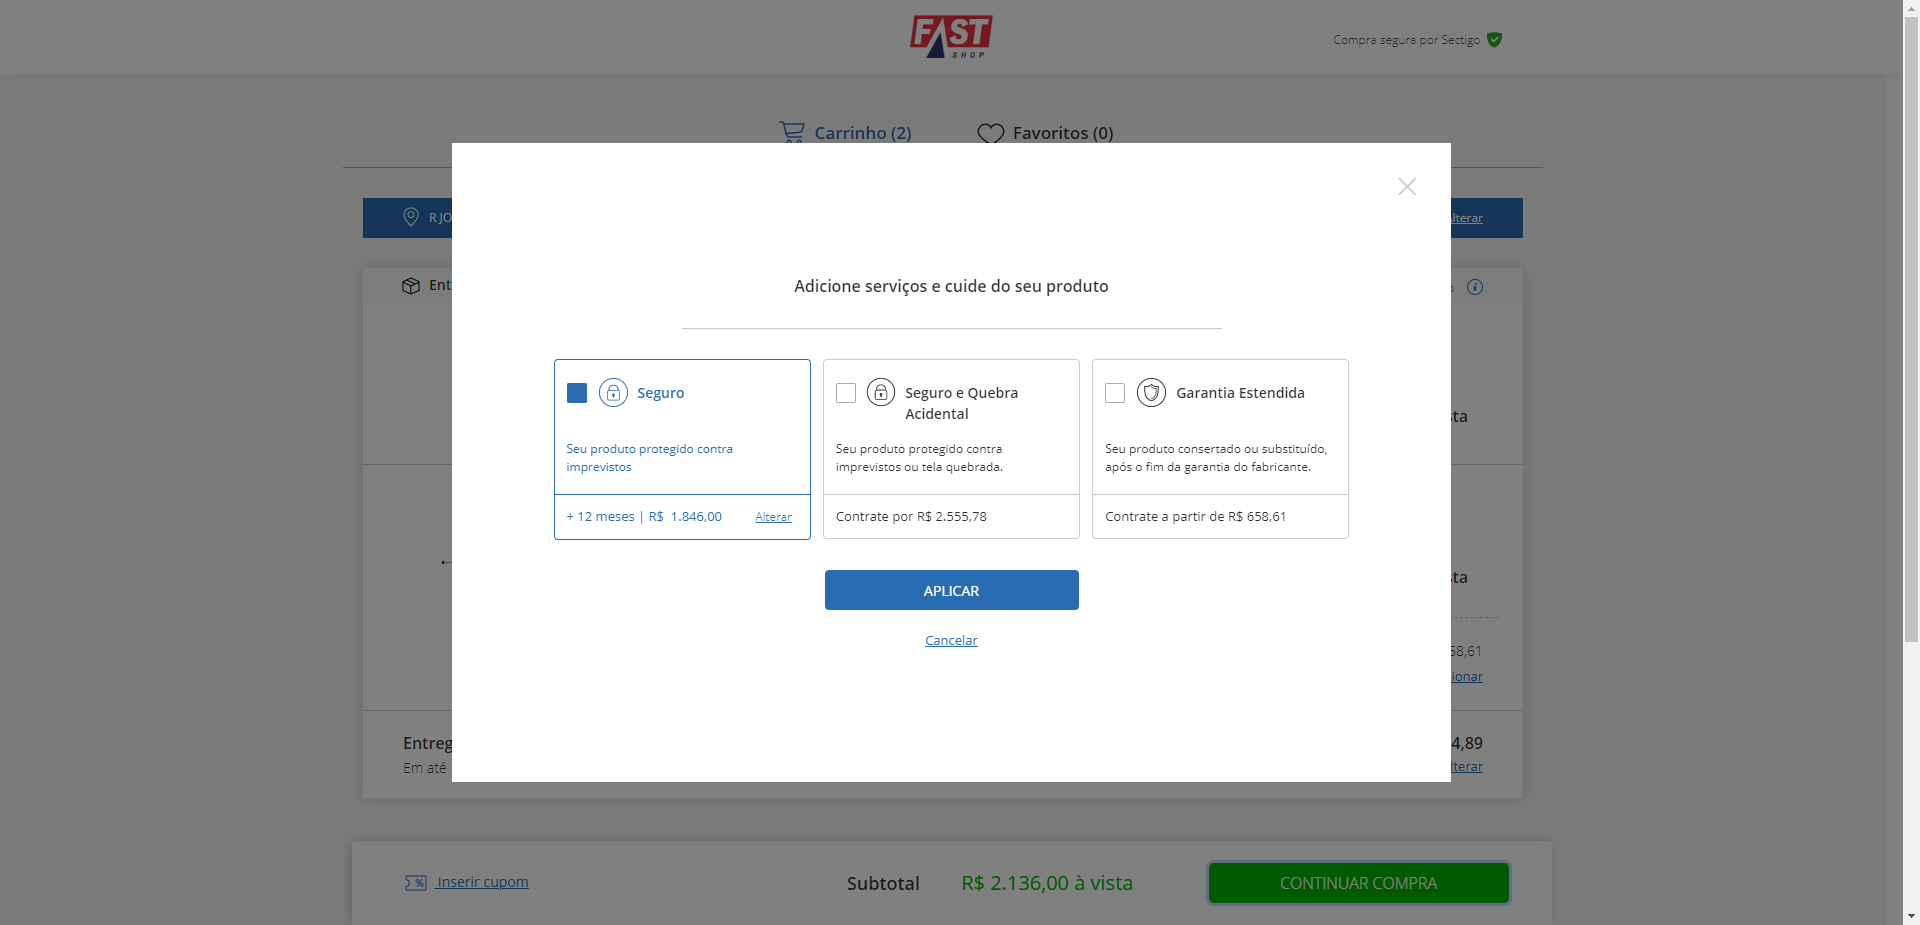 FAST
SHOP
Compra segura por Sectigo
Carrinho (2)
Favoritos (0)
R JO
Alterar
Ent
Adicione serviços e cuide do seu produto
Seguro
Seu produto protegido contra
imprevistos
+ 12 meses | R$ 1.846,00
Alterar
Seguro e Quebra
Acidental
Seu produto protegido contra
imprevistos ou tela quebrada.
Contrate por R$ 2.555,78
Garantia Estendida
Seu produto consertado ou substituído,
após o fim da garantia do fabricante.
Contrate a partir de R$ 658,61
sta
APLICAR
sta
Cancelar
58,61
ionar
Entreg
4,89
Em até
lterar
Inserir cupom
Subtotal
R$ 2.136,00 à vista
CONTINUAR COMPRA